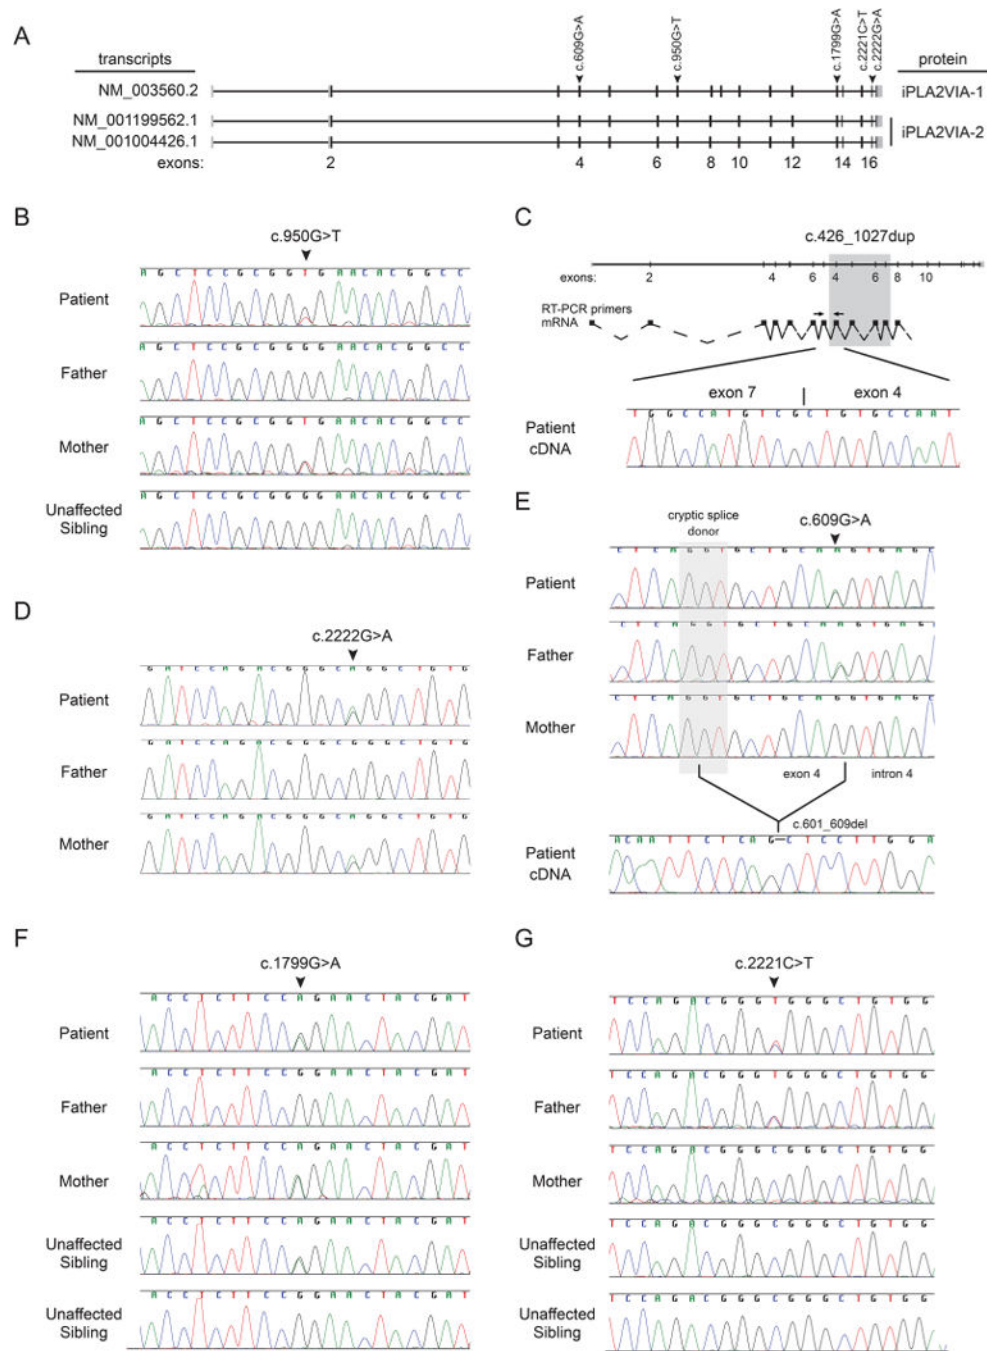 A
transcripts
c.609G>A
c.950G>T
c.1799G>A
c.2221C>T
c.2222G>A
protein
NM_003560.2
iPLA2VIA-1
NM_001199562.1
NM_001004426.1
iPLA2VIA-2
exons: 2 4 6 8 10 12 14 16
B
c.950G>T
A G C T C C G C G G T G A A C A C G G C C
Patient
A G C T C C G C G G G G A A C A C G G C C
Father
A G C T C C G C G G T G A A C A C G G C C
Mother
A G C T C C G C G G G G A A C A C G G C C
Unaffected
Sibling
C
c.426_1027dup
exons: 2 4 6 4 6 8 10
RT-PCR primers
mRNA
exon 7 exon 4
T G G C C A T G T C G C T G T G C C A A T
Patient
cDNA
D
c.2222G>A
G A T C C A G A C G G G C A G G C T G T G
Patient
G A T C C A G A C G G G C G G G C T G T G
Father
G A T C C A G A C G G G C A G G C T G T G
Mother
E
cryptic splice
donor
c.609G>A
C T C A G G T G C T G C A A G T G A G C
Patient
C T C A G G T G C T G C A A G T G A G
Father
C T C A G G T G C T G C A G G T G A G C
Mother
exon 4 intron 4
c.601_609del
A C A A T T C T C A G C T C C T T G G A
Patient
cDNA
F
c.1799G>A
A C C T C T T C C A G A A C T A C G A T
Patient
A C C T C T T C C G G A A C T A C G A T
Father
A C C T C T T C C A G A A C T A C G A T
Mother
A C C T C T T C C A G A A C T A C G A T
Unaffected
Sibling
A C C T C T T C C G G A A C T A C G A T
Unaffected
Sibling
G
c.2221C>T
T C C A G A C G G G T G G G C T G T G G
Patient
T C C A G A C G G G T G G G C T G T G G
Father
T C C A G A C G G G C G G G C T G T G G
Mother
T C C A G A C G G G C G G G C T G T G G
Unaffected
Sibling
T C C A G A C G G G C G G G C T G T G G
Unaffected
Sibling